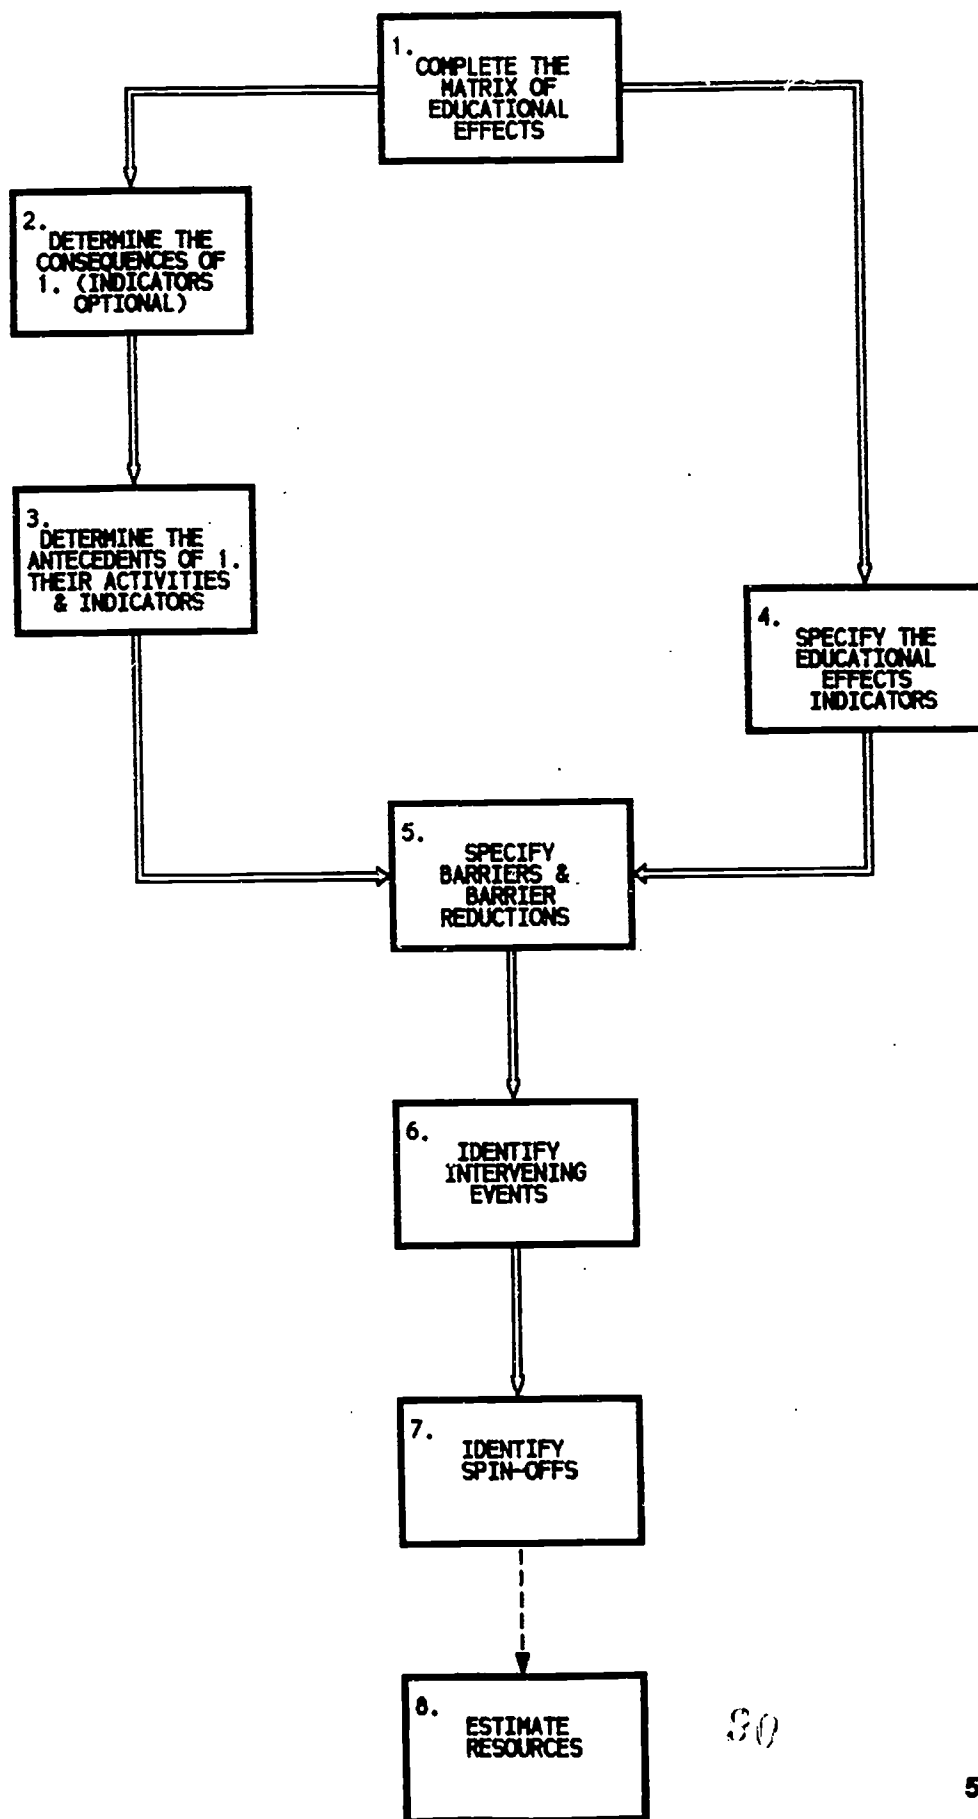 1.
COMPLETE THE
MATRIX OF
EDUCATIONAL
EFFECTS
2.
DETERMINE THE
CONSEQUENCES OF
1. (INDICATORS
OPTIONAL)
3.
DETERMINE THE
ANTECEDENTS OF 1.
THEIR ACTIVITIES
& INDICATORS
4.
SPECIFY THE
EDUCATIONAL
EFFECTS
INDICATORS
5.
SPECIFY
BARRIERS &
BARRIER
REDUCTIONS
6.
IDENTIFY
INTERVENING
EVENTS
7.
IDENTIFY
SPIN-OFFS
8.
ESTIMATE
RESOURCES
5